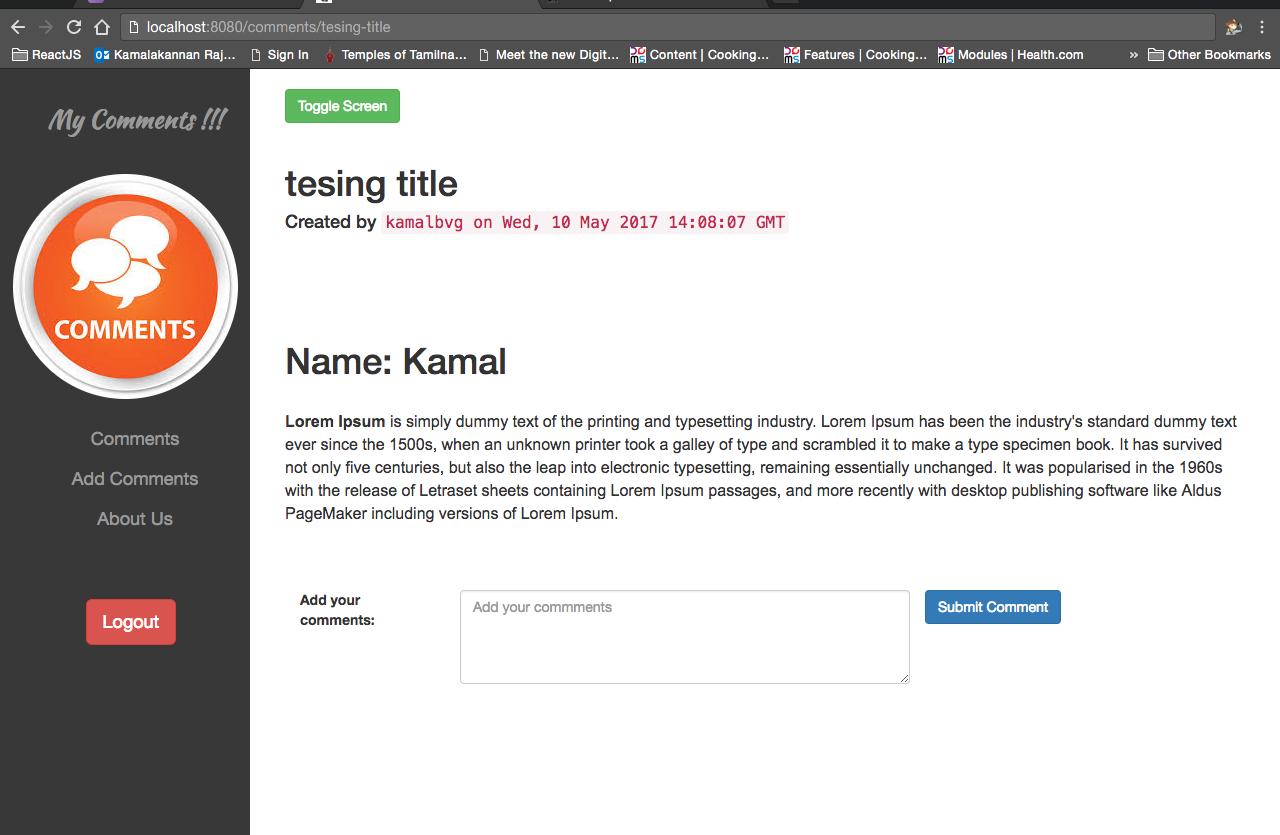 localhost:8080/comments/tesing-title
ReactJS
Kamalakannan Raj...
Sign In
Temples of Tamilna...
Meet the new Digit...
Content | Cooking...
Features | Cooking...
Modules | Health.com
»
Other Bookmarks
My Comments !!!
COMMENTS
Comments
Add Comments
About Us
Logout
Toggle Screen
tesing title
Created by kamalbvg on Wed, 10 May 2017 14:08:07 GMT
Name: Kamal
Lorem Ipsum is simply dummy text of the printing and typesetting industry. Lorem Ipsum has been the industry's standard dummy text
ever since the 1500s, when an unknown printer took a galley of type and scrambled it to make a type specimen book. It has survived
not only five centuries, but also the leap into electronic typesetting, remaining essentially unchanged. It was popularised in the 1960s
with the release of Letraset sheets containing Lorem Ipsum passages, and more recently with desktop publishing software like Aldus
PageMaker including versions of Lorem Ipsum.
Add your
comments:
Add your commments
Submit Comment